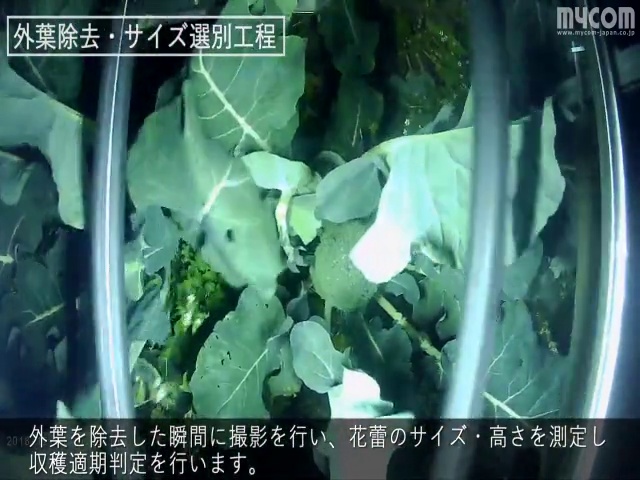 外葉除去・サイズ選別工程
mycom
www.mycom-japan.co.jp
2018
外葉を除去した瞬間に撮影を行い、花蕾のサイズ・高さを測定し
収穫適期判定を行います。